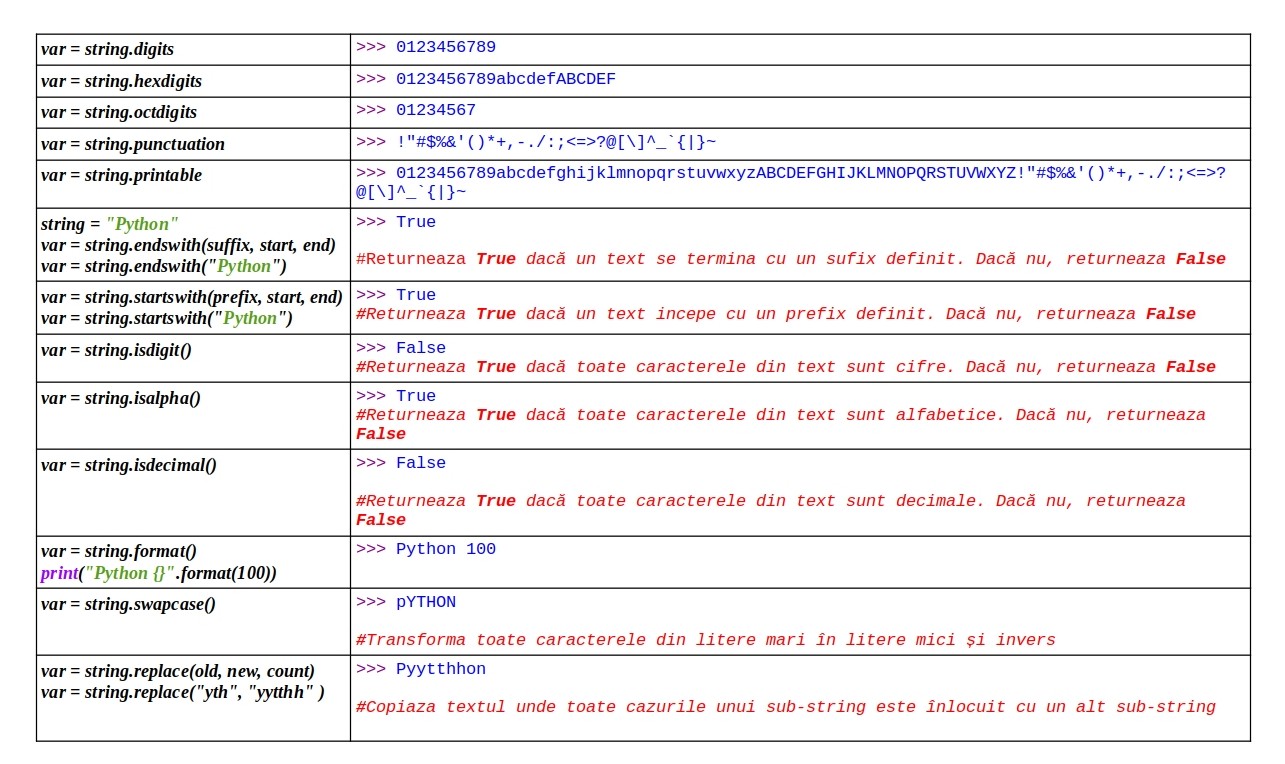 var = string.digits
>>> 0123456789
var = string.hexdigits
>>> 0123456789abcdefABCDEF
var = string.octdigits
>>> 01234567
var = string.punctuation
>>> !"#$%&'()*+,-./:;<=>?@[\]^_`{|}~
var = string.printable
>>> 0123456789abcdefghijklmnopqrstuvwxyzABCDEFGHIJKLMNOPQRSTUVWXYZ!"#$%&'()*+,-./:;<=>?
@[\]^_`{|}~
string = "Python"
var = string.endswith(suffix, start, end)
var = string.endswith("Python")
>>> True
#Returneaza True dacă un text se termina cu un sufix definit. Dacă nu, returneaza False
var = string.startswith(prefix, start, end)
var = string.startswith("Python")
>>> True
#Returneaza True dacă un text incepe cu un prefix definit. Dacă nu, returneaza False
var = string.isdigit()
>>> False
#Returneaza True dacă toate caracterele din text sunt cifre. Dacă nu, returneaza False
var = string.isalpha()
>>> True
#Returneaza True dacă toate caracterele din text sunt alfabetice. Dacă nu, returneaza
False
var = string.isdecimal()
>>> False
#Returneaza True dacă toate caracterele din text sunt decimale. Dacă nu, returneaza
False
var = string.format()
print("Python {}".format(100))
>>> Python 100
var = string.swapcase()
>>> pYTHON
#Transforma toate caracterele din litere mari în litere mici și invers
var = string.replace(old, new, count)
var = string.replace("yth", "yytthh" )
>>> Pyytthhon
#Copiaza textul unde toate cazurile unui sub-string este înlocuit cu un alt sub-string